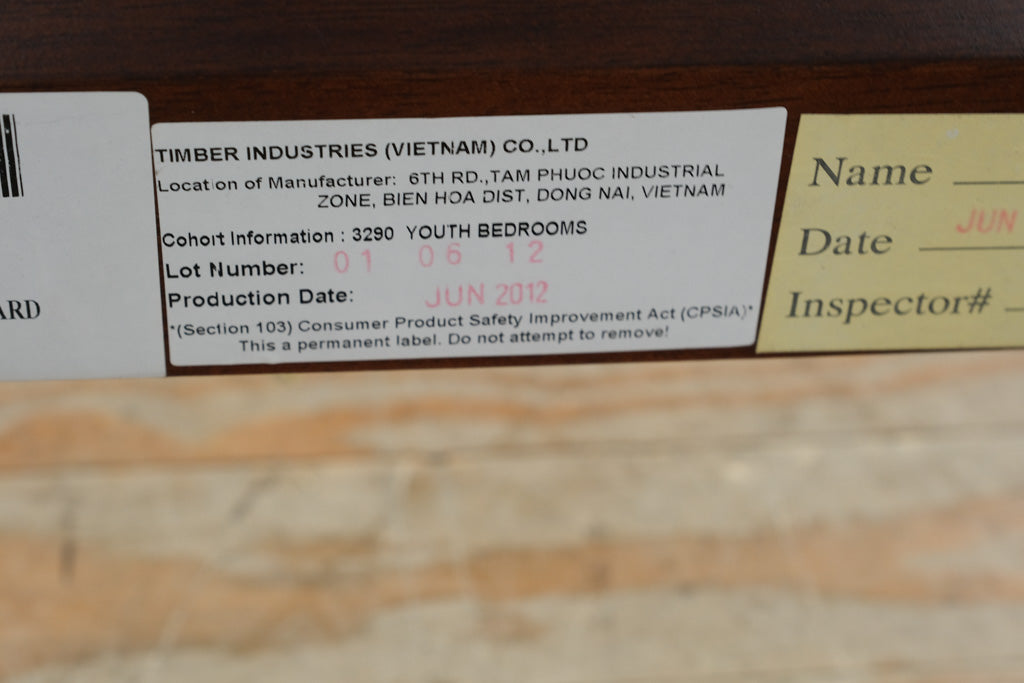 ARD
TIMBER INDUSTRIES (VIETNAM) CO.,LTD
Location of Manufacturer: 6TH RD.,TAM PHUOC INDUSTRIAL
ZONE, BIEN HOA DIST, DONG NAI, VIETNAM
Cohort Information : 3290 YOUTH BEDROOMS
Lot Number: 01 06 12
Production Date: JUN 2012
*(Section 103) Consumer Product Safety Improvement Act (CPSIA)*
This a permanent label. Do not attempt to remove!
Name
Date JUN
Inspector#